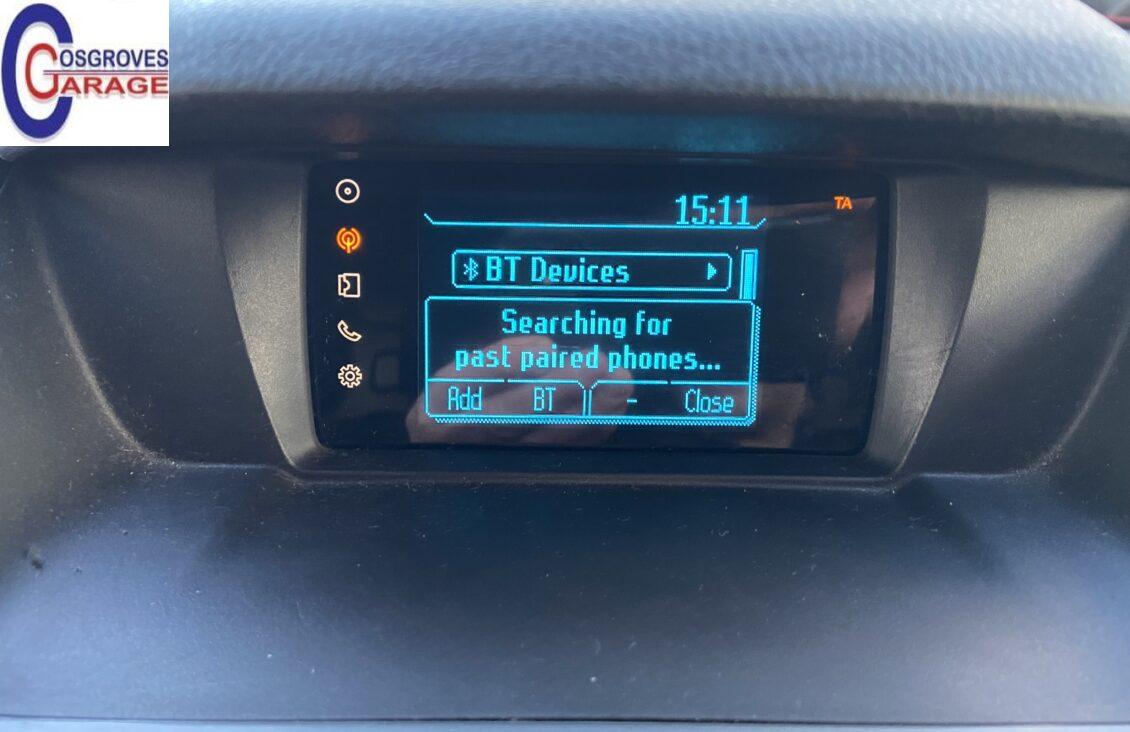 COSGROVES
GARAGE
15:11
TA
BT Devices
Searching for
past paired phones...
Add BT - Close